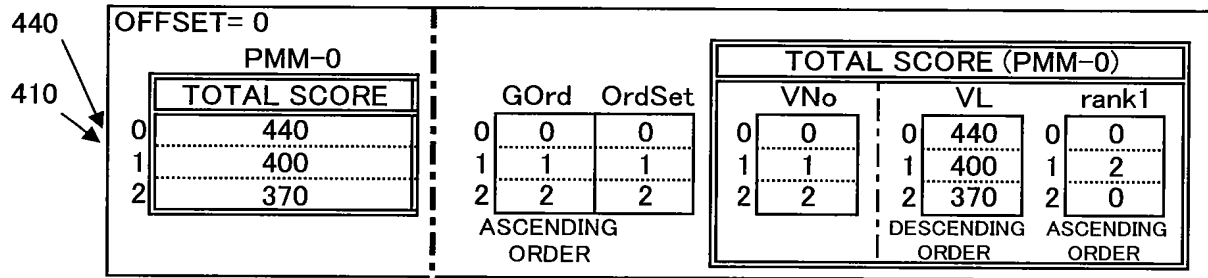 440
410
OFFSET= 0
PMM-0
TOTAL SCORE
0 440
1 400
2 370
GOrd OrdSet
0 0 0
1 1 1
2 2 2
ASCENDING
ORDER
TOTAL SCORE (PMM-0)
VNo VL rank1
0 0 0 440 0 0
1 1 1 400 1 2
2 2 2 370 2 0
DESCENDING ASCENDING
ORDER ORDER